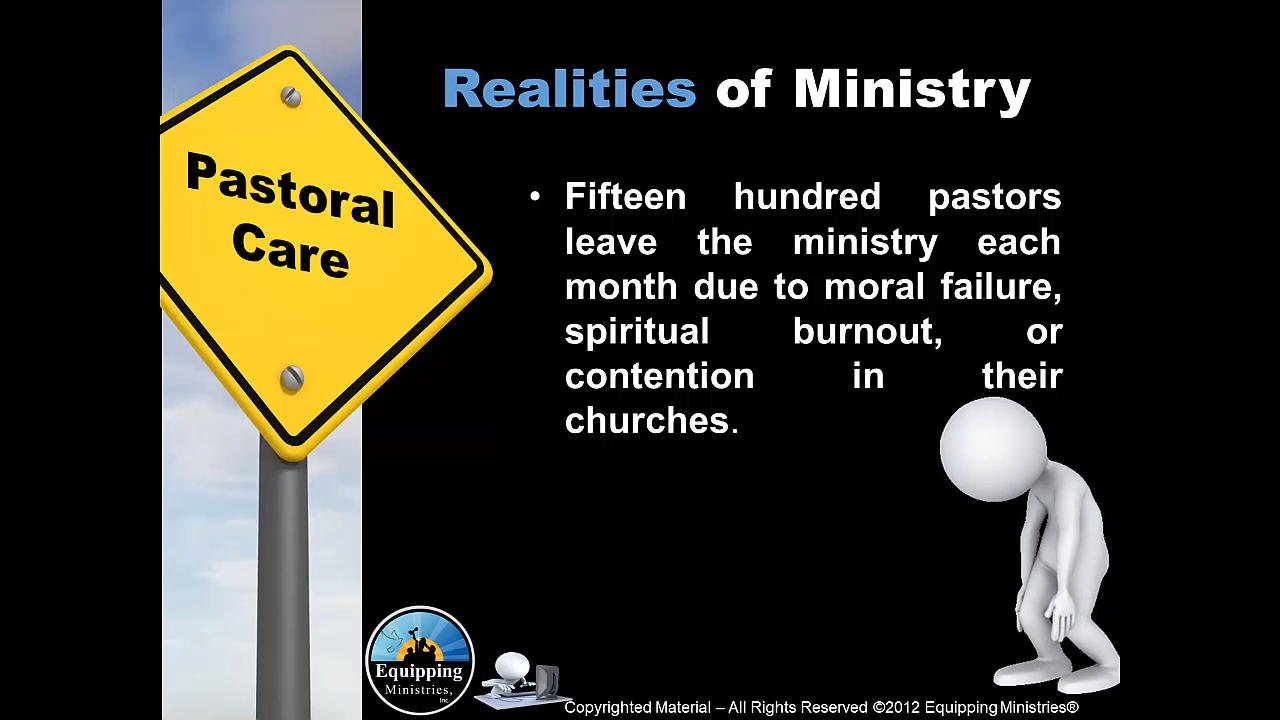 Realities of Ministry
Pastoral
Care
• Fifteen hundred pastors
leave the ministry each
month due to moral failure,
spiritual burnout, or
contention in their
churches.
Equipping
Ministries,
Inc
Copyrighted Material – All Rights Reserved ©2012 Equipping Ministries®